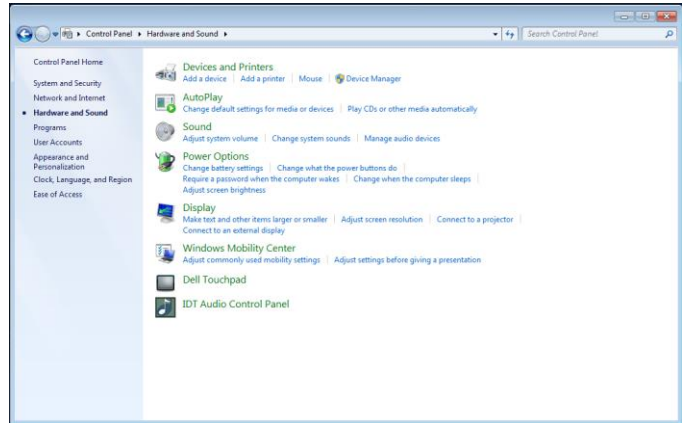 Control Panel ▸ Hardware and Sound ▸
Search Control Panel
Control Panel Home
System and Security
Network and Internet
Hardware and Sound
Programs
User Accounts
Appearance and
Personalization
Clock, Language, and Region
Ease of Access
Devices and Printers
Add a device | Add a printer | Mouse | Device Manager
AutoPlay
Change default settings for media or devices | Play CDs or other media automatically
Sound
Adjust system volume | Change system sounds | Manage audio devices
Power Options
Change battery settings | Change what the power buttons do |
Require a password when the computer wakes | Change when the computer sleeps |
Adjust screen brightness
Display
Make text and other items larger or smaller | Adjust screen resolution | Connect to a projector |
Connect to an external display
Windows Mobility Center
Adjust commonly used mobility settings | Adjust settings before giving a presentation
Dell Touchpad
IDT Audio Control Panel